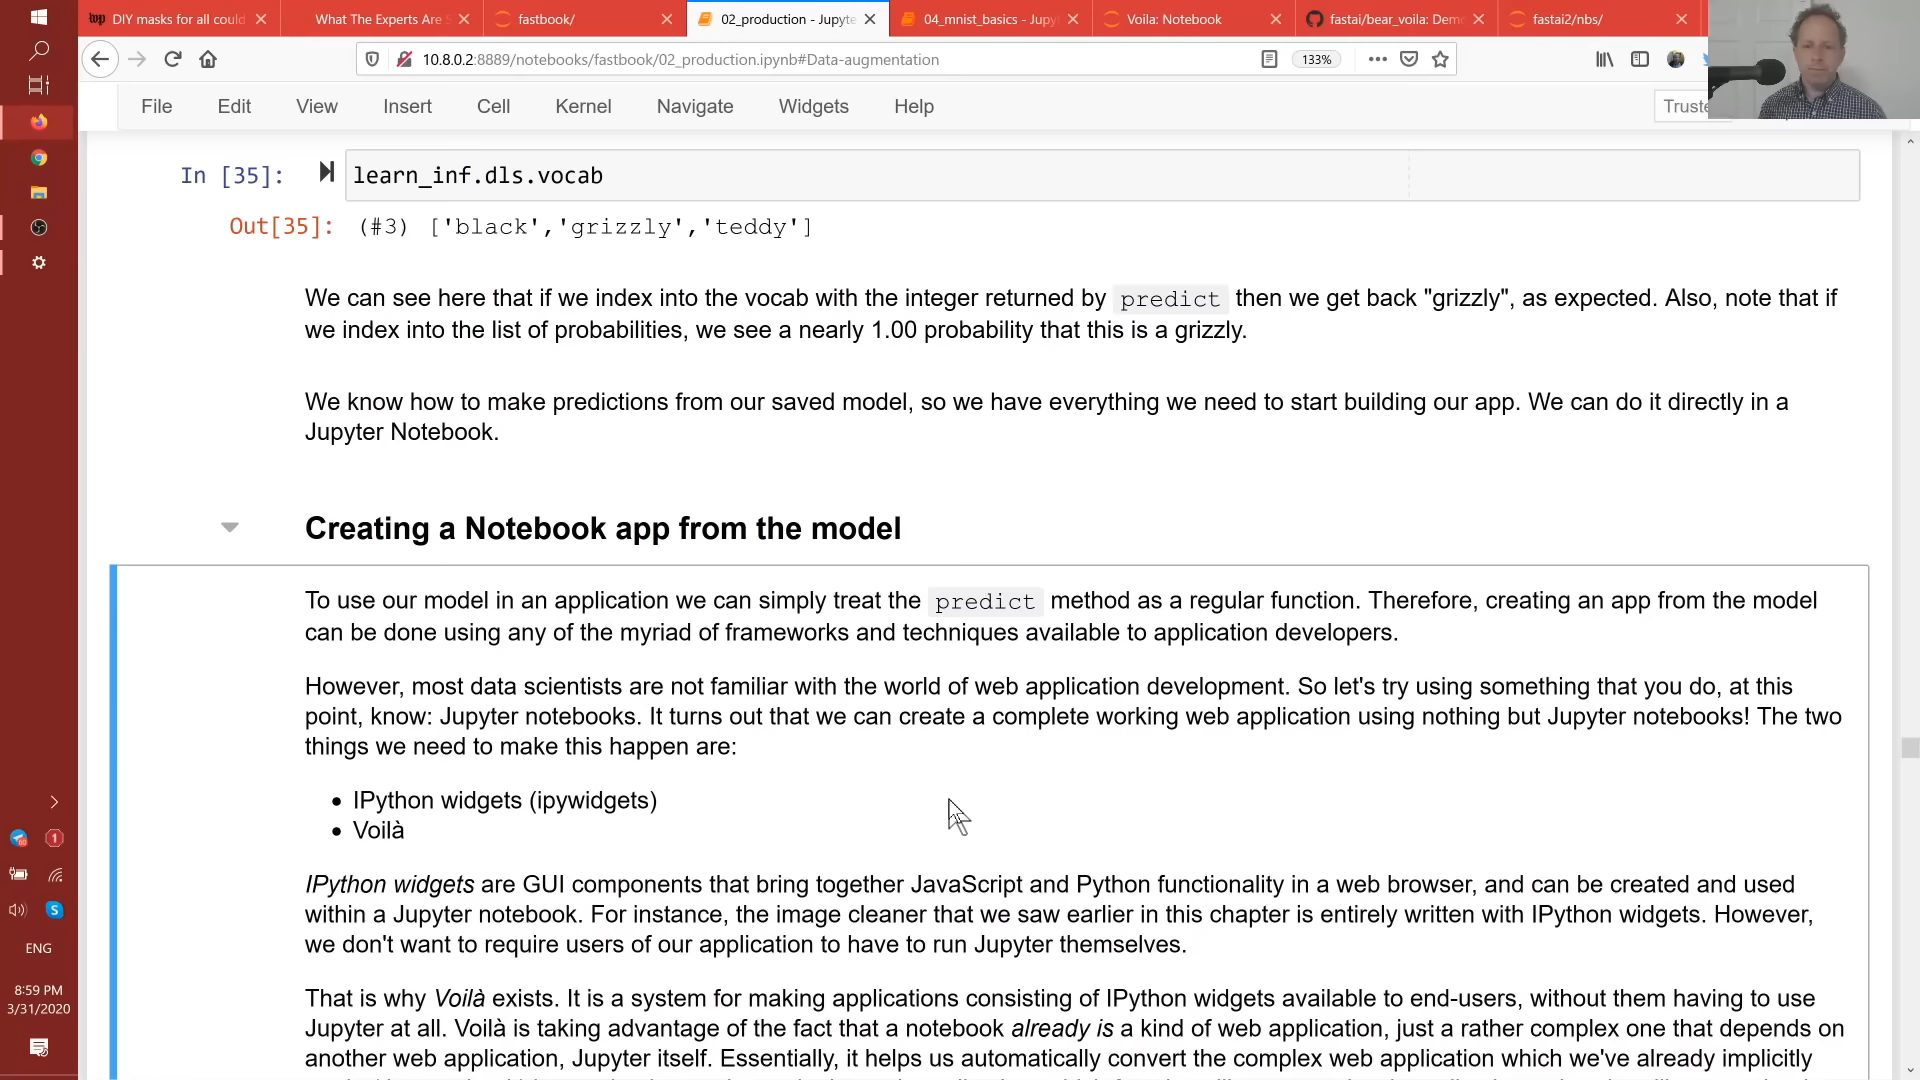 DIY masks for all could
What The Experts Are S
fastbook/
02_production - Jupyte
04_mnist_basics - Jupy
Voila: Notebook
fastai/bear_voila: Demo
fastai2/nbs/
10.8.0.2:8889/notebooks/fastbook/02_production.ipynb#Data-augmentation
133%
File Edit View Insert Cell Kernel Navigate Widgets Help
Truste
In [35]: learn_inf.dls.vocab
Out[35]: (#3) ['black','grizzly','teddy']
We can see here that if we index into the vocab with the integer returned by predict then we get back "grizzly", as expected. Also, note that if
we index into the list of probabilities, we see a nearly 1.00 probability that this is a grizzly.
We know how to make predictions from our saved model, so we have everything we need to start building our app. We can do it directly in a
Jupyter Notebook.
Creating a Notebook app from the model
To use our model in an application we can simply treat the predict method as a regular function. Therefore, creating an app from the model
can be done using any of the myriad of frameworks and techniques available to application developers.
However, most data scientists are not familiar with the world of web application development. So let's try using something that you do, at this
point, know: Jupyter notebooks. It turns out that we can create a complete working web application using nothing but Jupyter notebooks! The two
things we need to make this happen are:
• IPython widgets (ipywidgets)
• Voilà
IPython widgets are GUI components that bring together JavaScript and Python functionality in a web browser, and can be created and used
within a Jupyter notebook. For instance, the image cleaner that we saw earlier in this chapter is entirely written with IPython widgets. However,
we don't want to require users of our application to have to run Jupyter themselves.
That is why Voilà exists. It is a system for making applications consisting of IPython widgets available to end-users, without them having to use
Jupyter at all. Voilà is taking advantage of the fact that a notebook already is a kind of web application, just a rather complex one that depends on
another web application, Jupyter itself. Essentially, it helps us automatically convert the complex web application which we've already implicitly
ENG
8:59 PM
3/31/2020